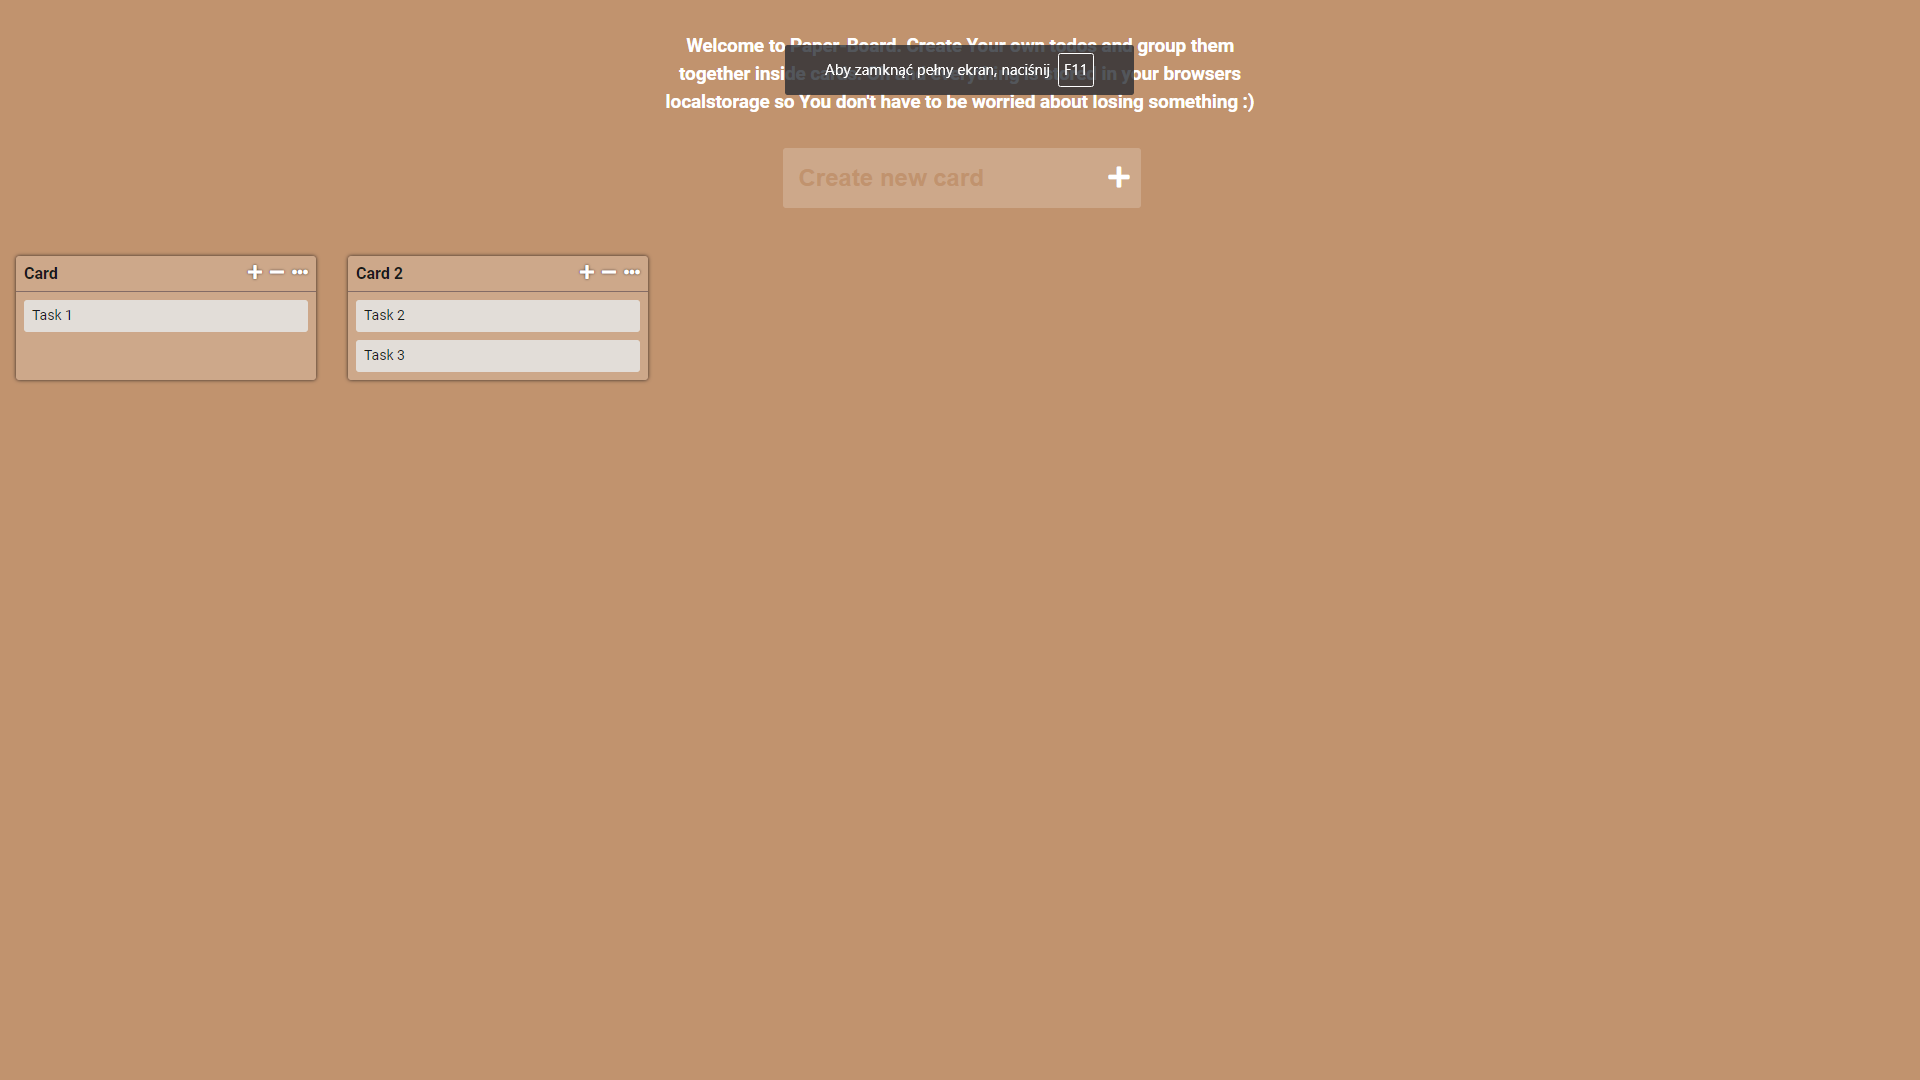 Welcome to Paper-Board. Create Your own todos and group them
together inside in your browsers
localstorage so You don't have to be worried about losing something :)
Aby zamknąć pełny ekran, naciśnij F11
Create new card
Card
Task 1
Card 2
Task 2
Task 3